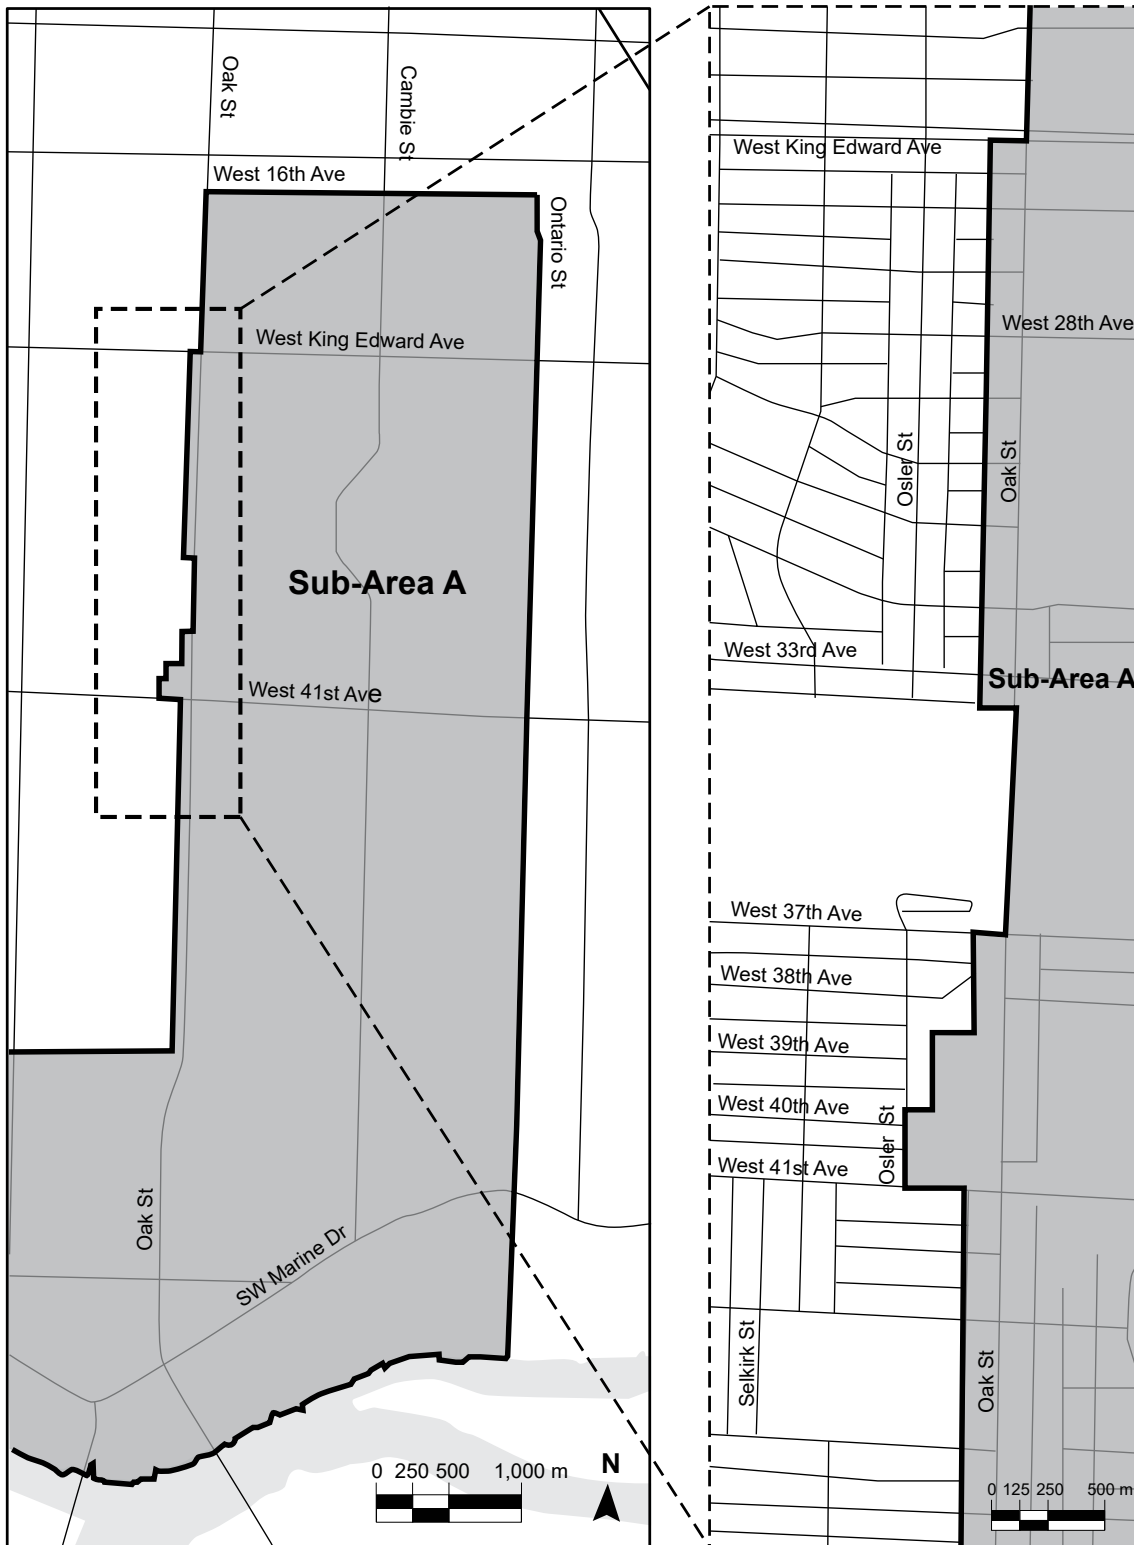 Oak St
Cambie St
West 16th Ave
Ontario St
West King Edward Ave
Sub-Area A
West 41st Ave
Oak St
SW Marine Dr
0 250 500 1,000 m
N
West King Edward Ave
West 28th Ave
Osler St
Oak St
West 33rd Ave
Sub-Area A
West 37th Ave
West 38th Ave
West 39th Ave
West 40th Ave
Osler St
West 41st Ave
Selkirk St
Oak St
0 125 250 500 m